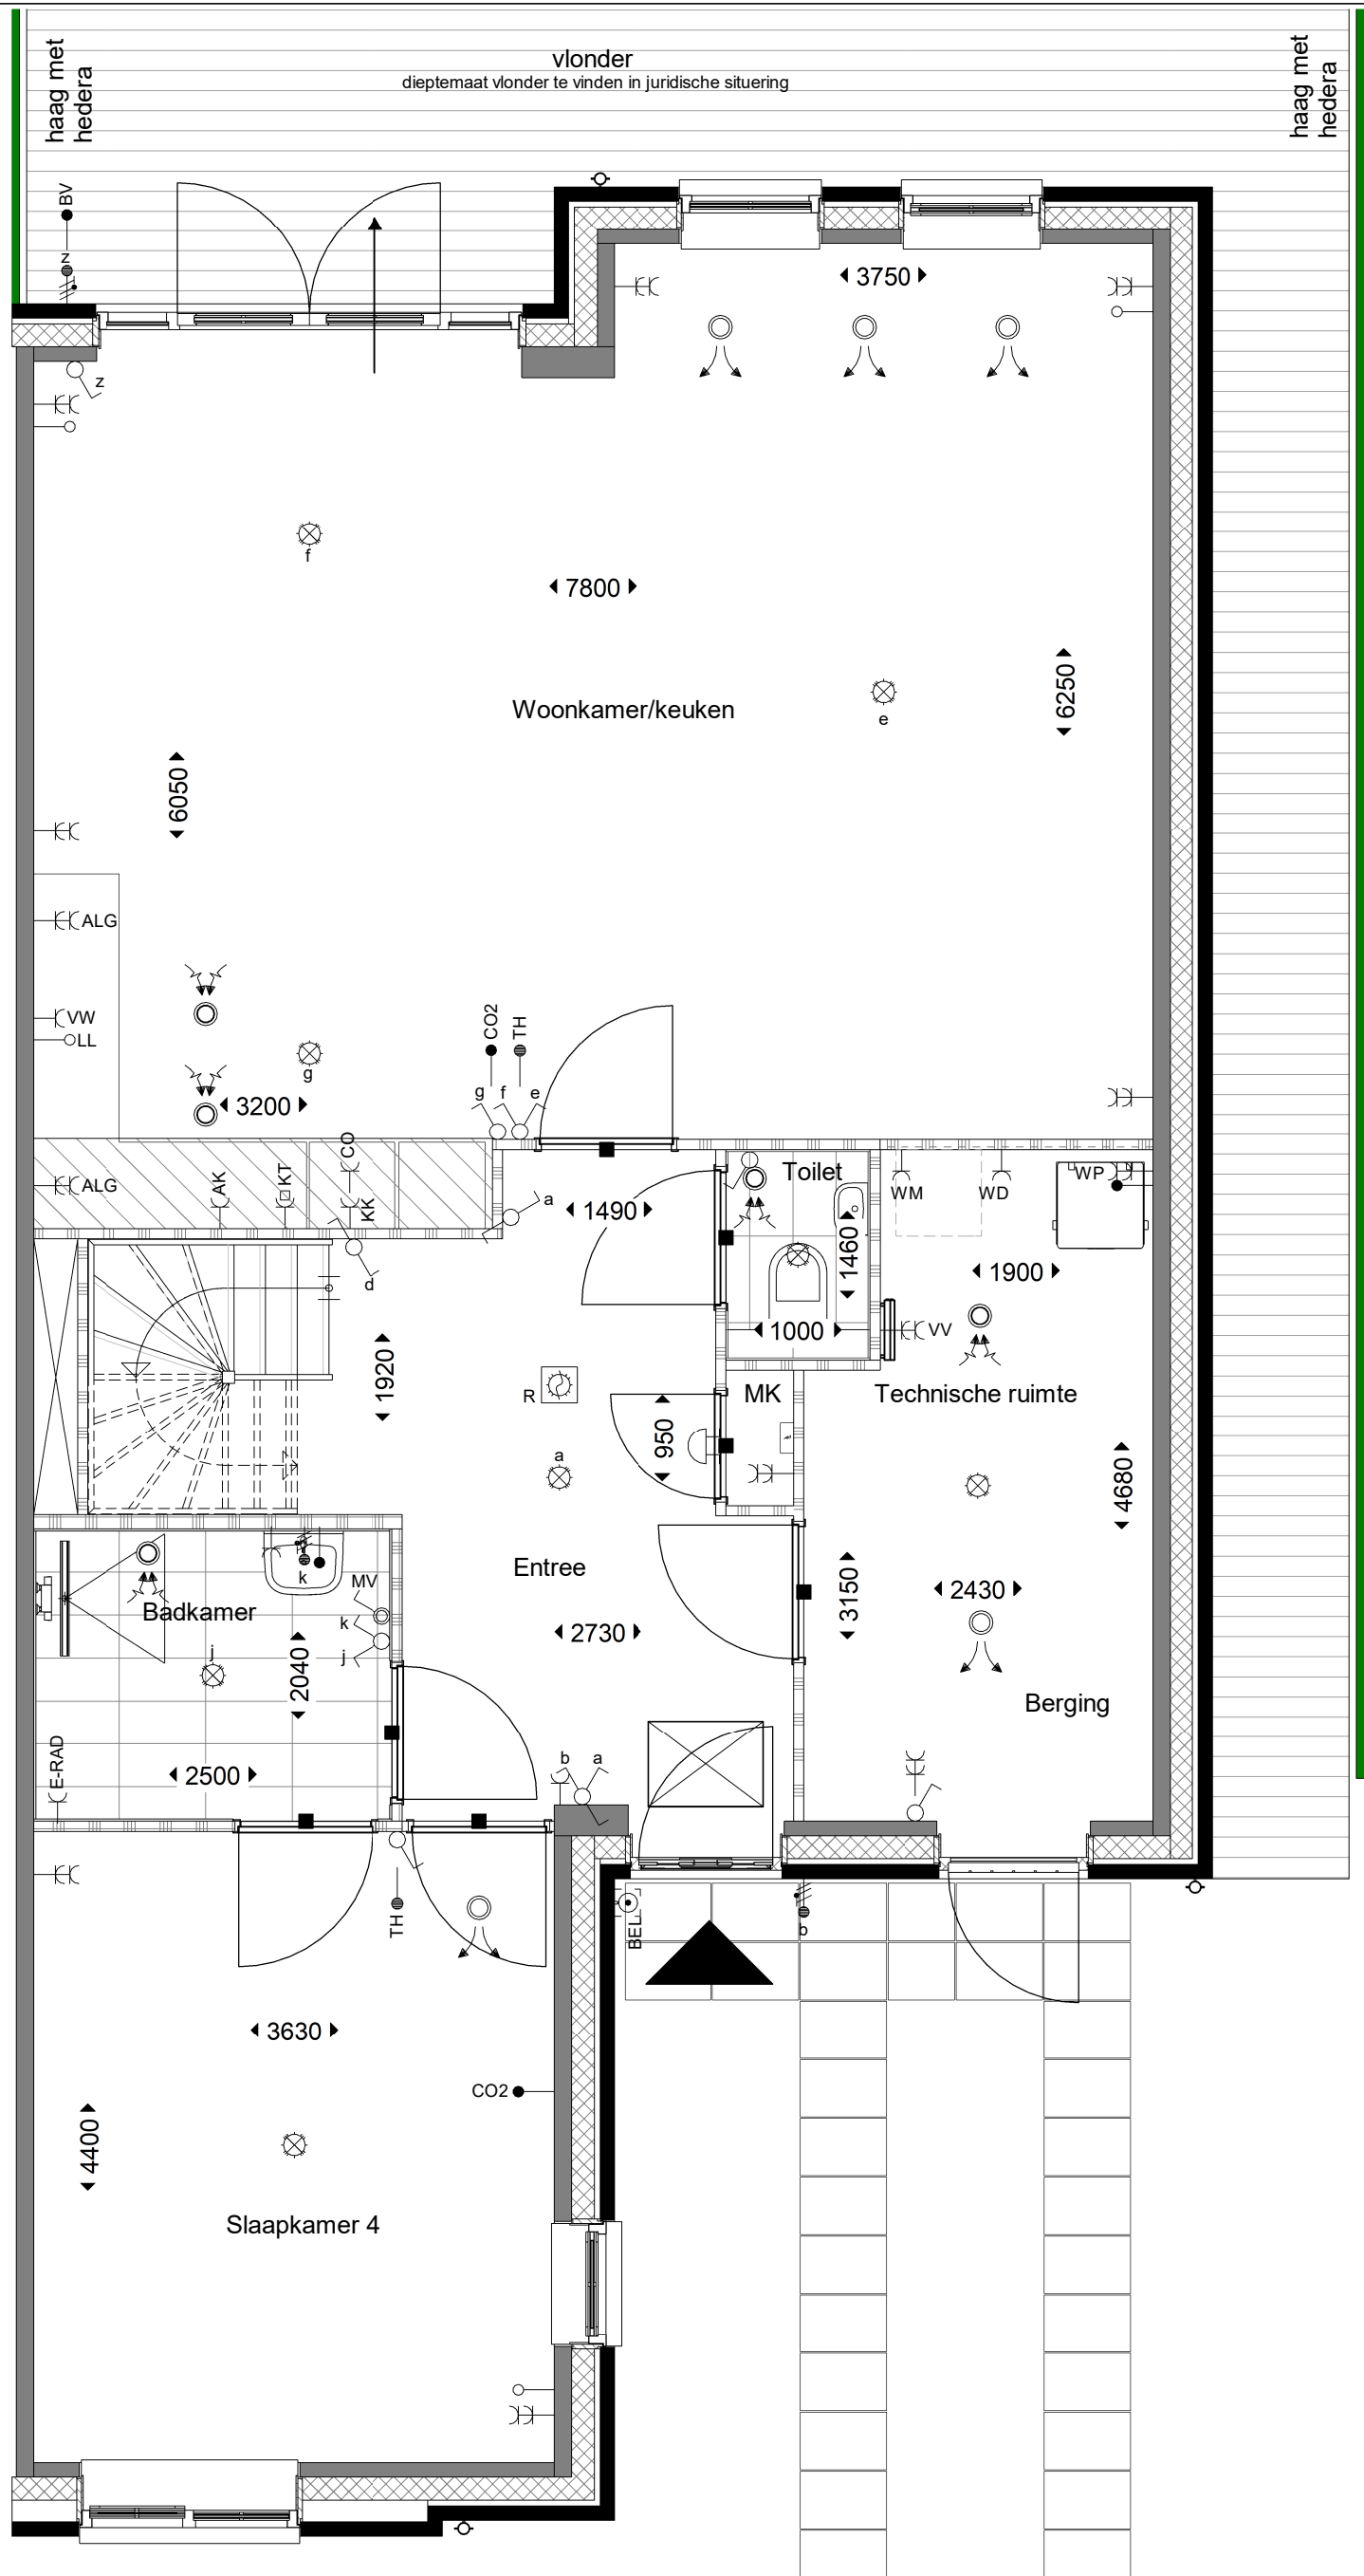 vlonder
dieptemaat vlonder te vinden in juridische situering
haag met
hedera
haag met
hedera
BV
z
z
3750
f
7800
e
6250
Woonkamer/keuken
6050
ALG
VW
LL
g
3200
CO2
TH
g
f
e
ALG
AK
KT
CO
KK
d
a
1490
Toilet
1460
1000
WM
WD
WP
1900
VV
1920
R
a
950
MK
Technische ruimte
4680
Entree
2730
3150
2430
Berging
k
MV
k
j
Badkamer
j
2040
2500
E-RAD
b
a
TH
BEL
b
3630
CO2
4400
Slaapkamer 4